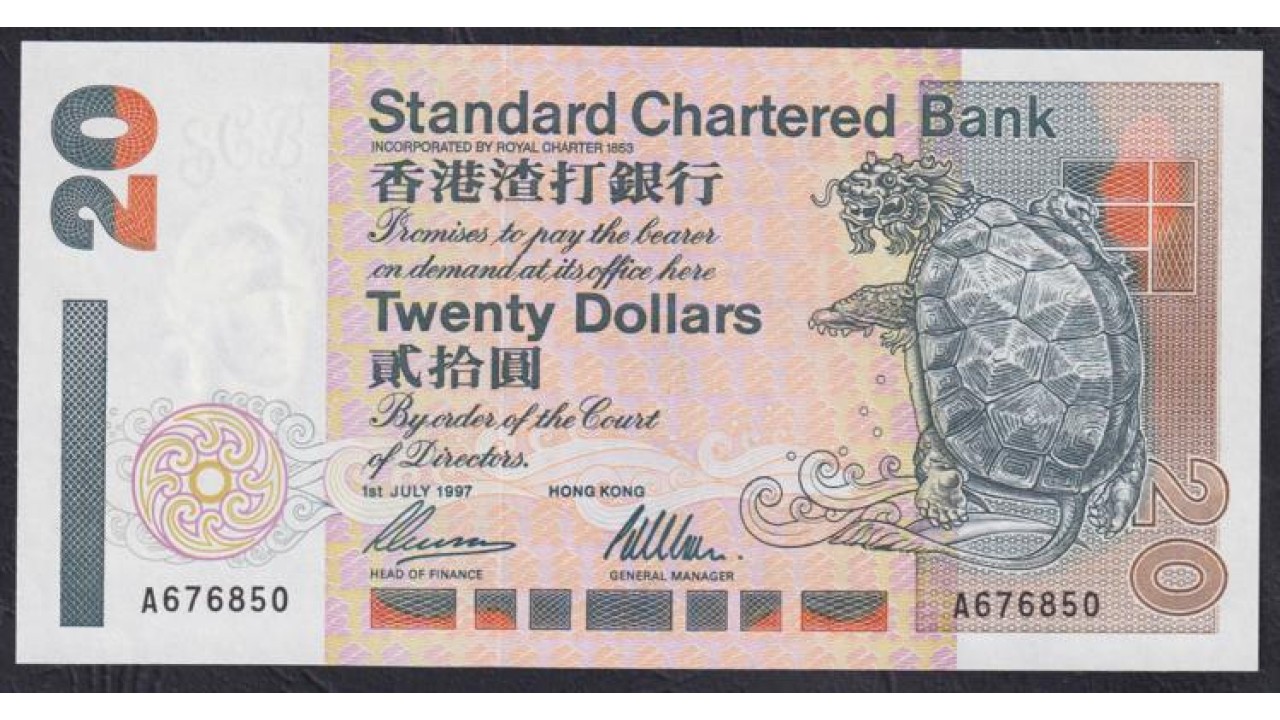 20
Standard Chartered Bank
INCORPORATED BY ROYAL CHARTER 1853
香港渣打銀行
Promises to pay the bearer
on demand at its office here
Twenty Dollars
貳拾圓
By order of the Court
of Directors.
1st JULY 1997 HONG KONG
HEAD OF FINANCE GENERAL MANAGER
A676850 A676850
20